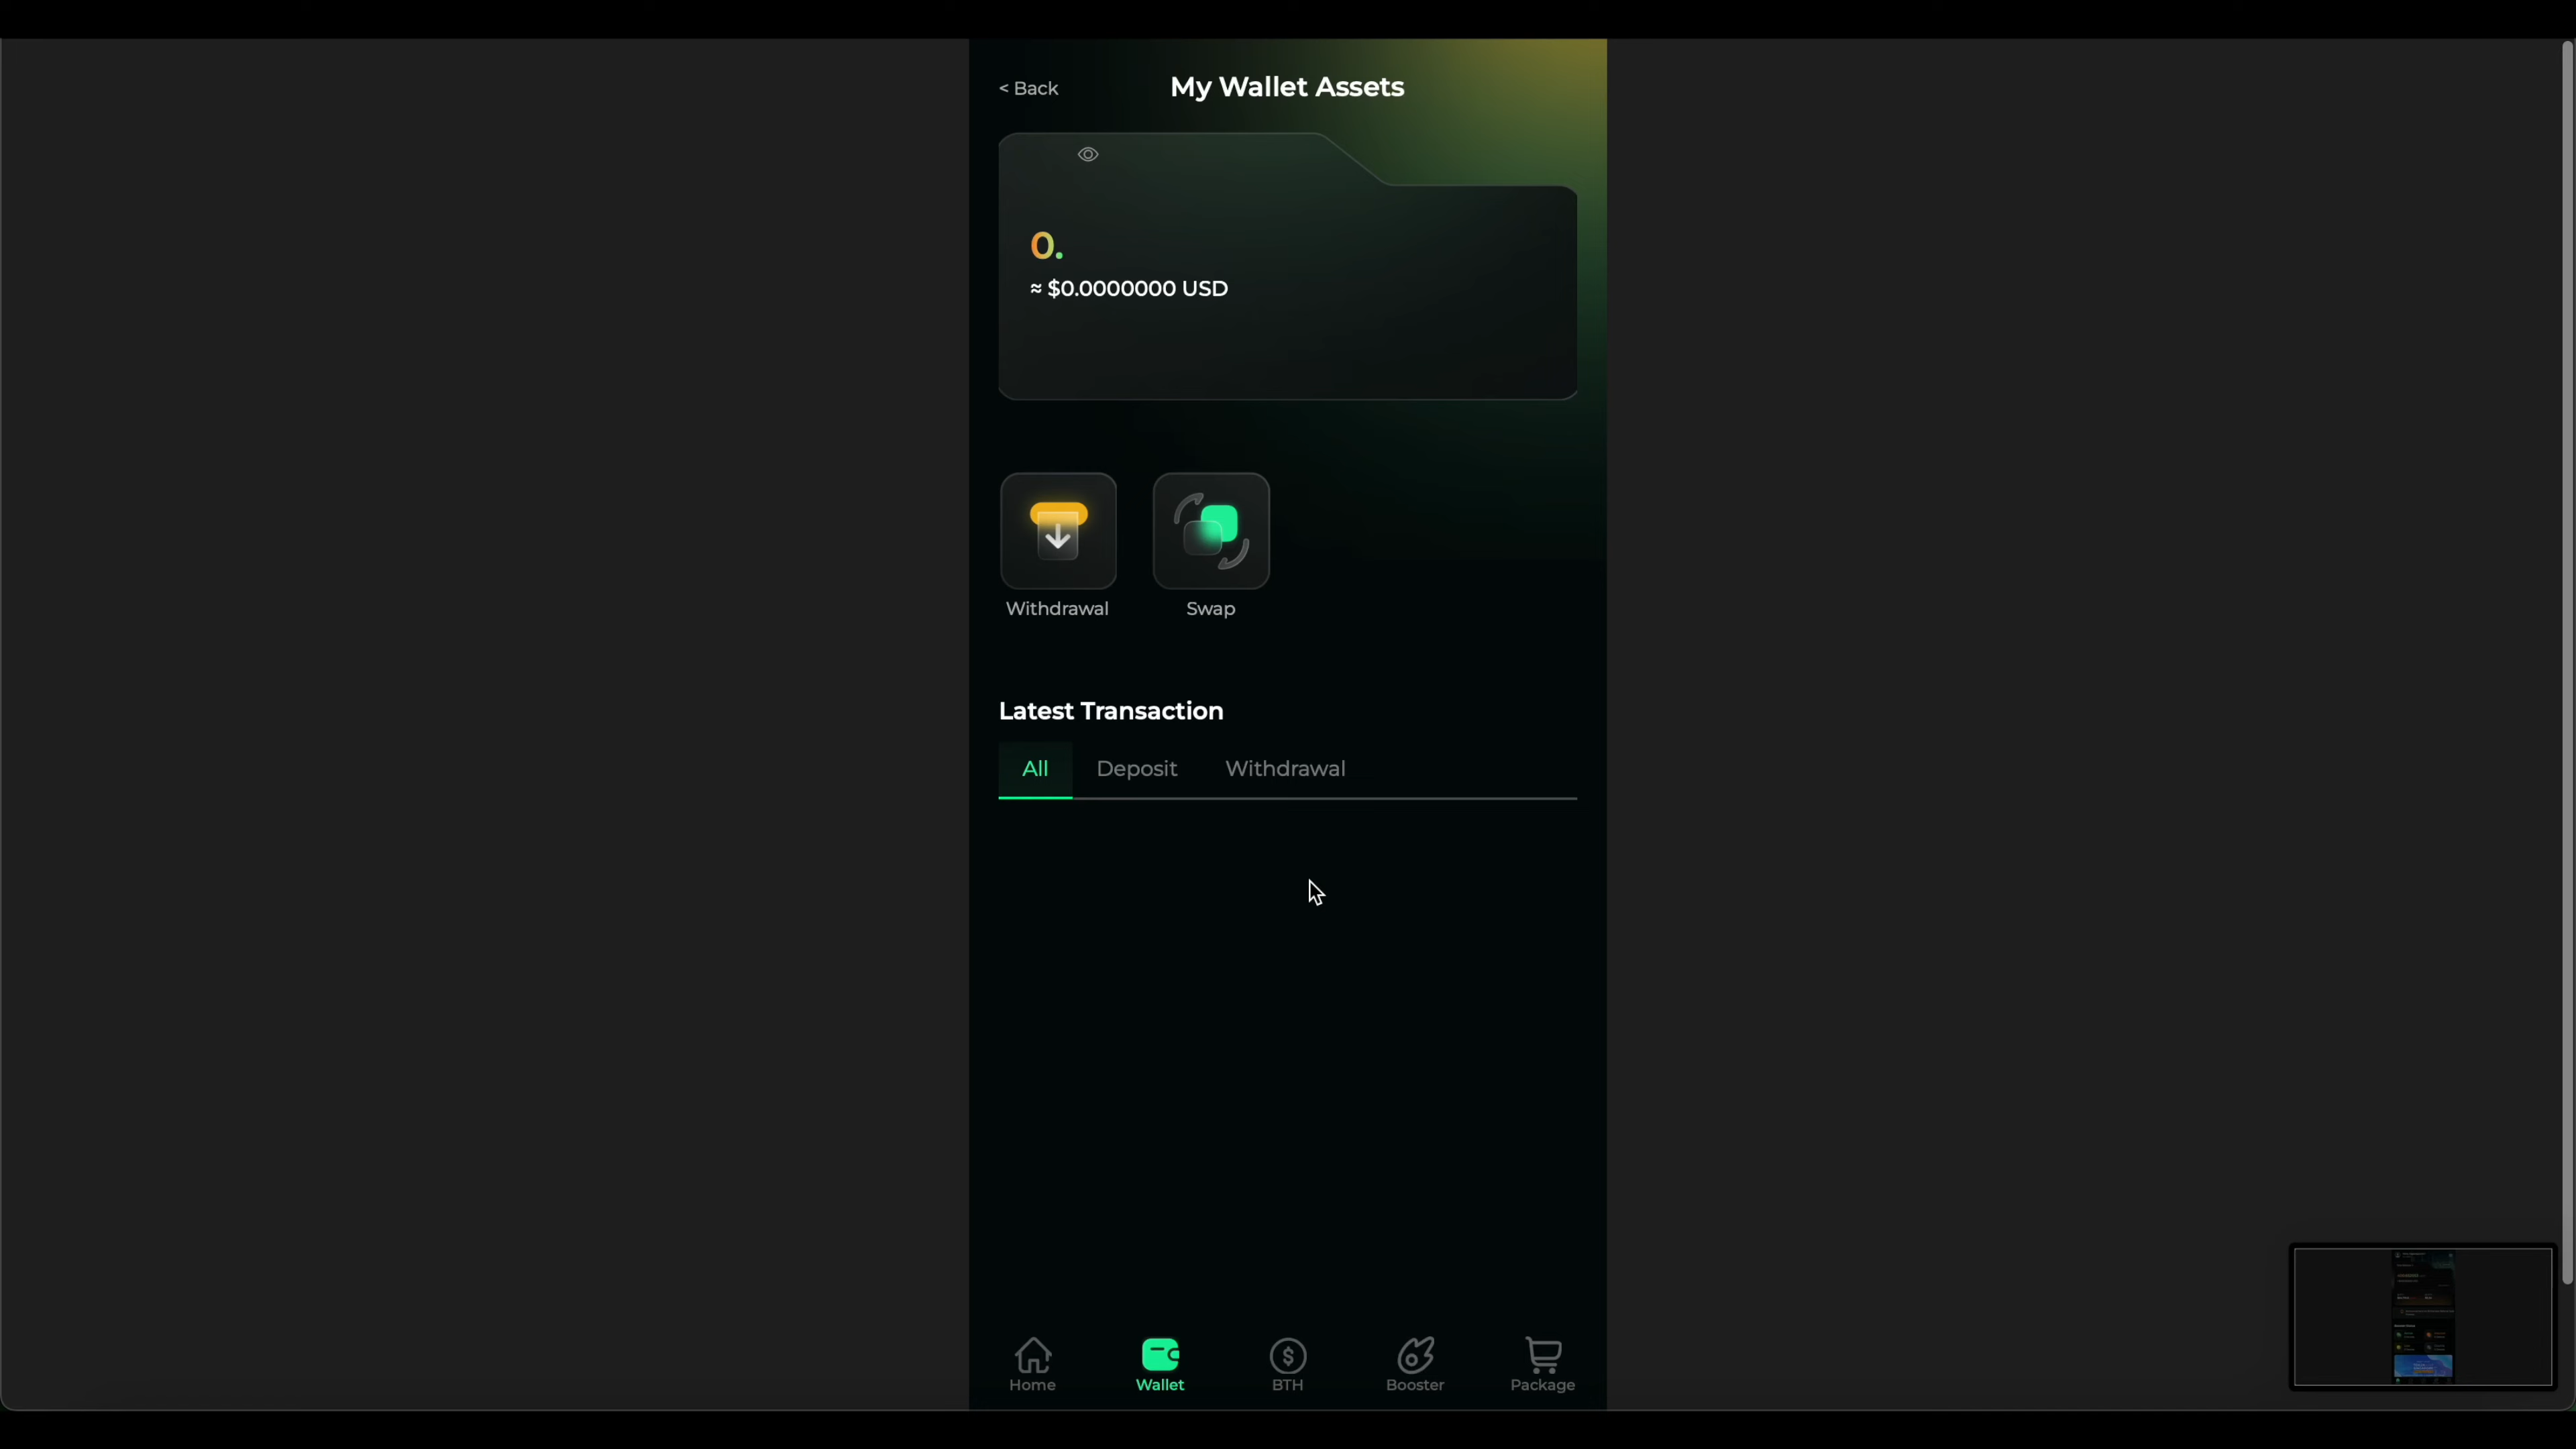 < Back
My Wallet Assets
0.
≈ $0.0000000 USD
Withdrawal
Swap
Latest Transaction
All
Deposit
Withdrawal
Home
Wallet
BTH
Booster
Package